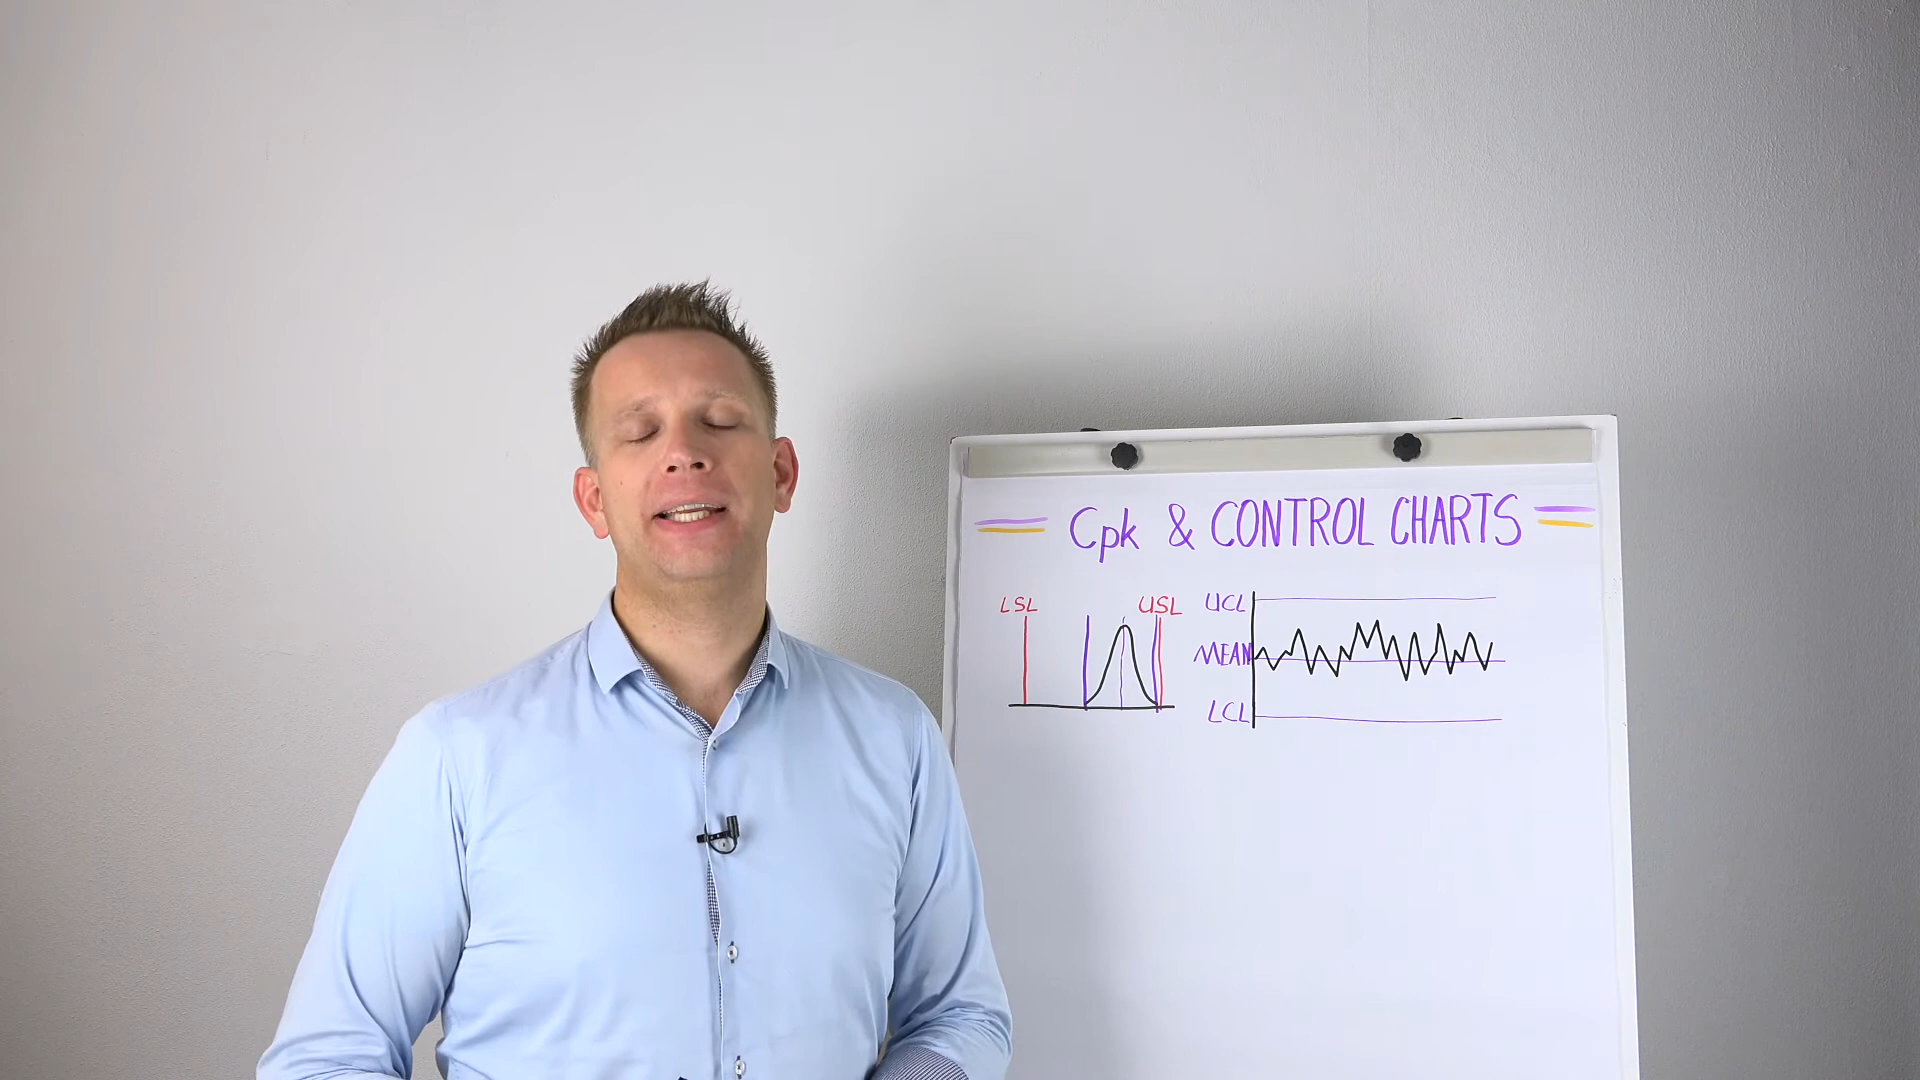 Cpk & CONTROL CHARTS
LSL
USL
UCL
MEAN
LCL